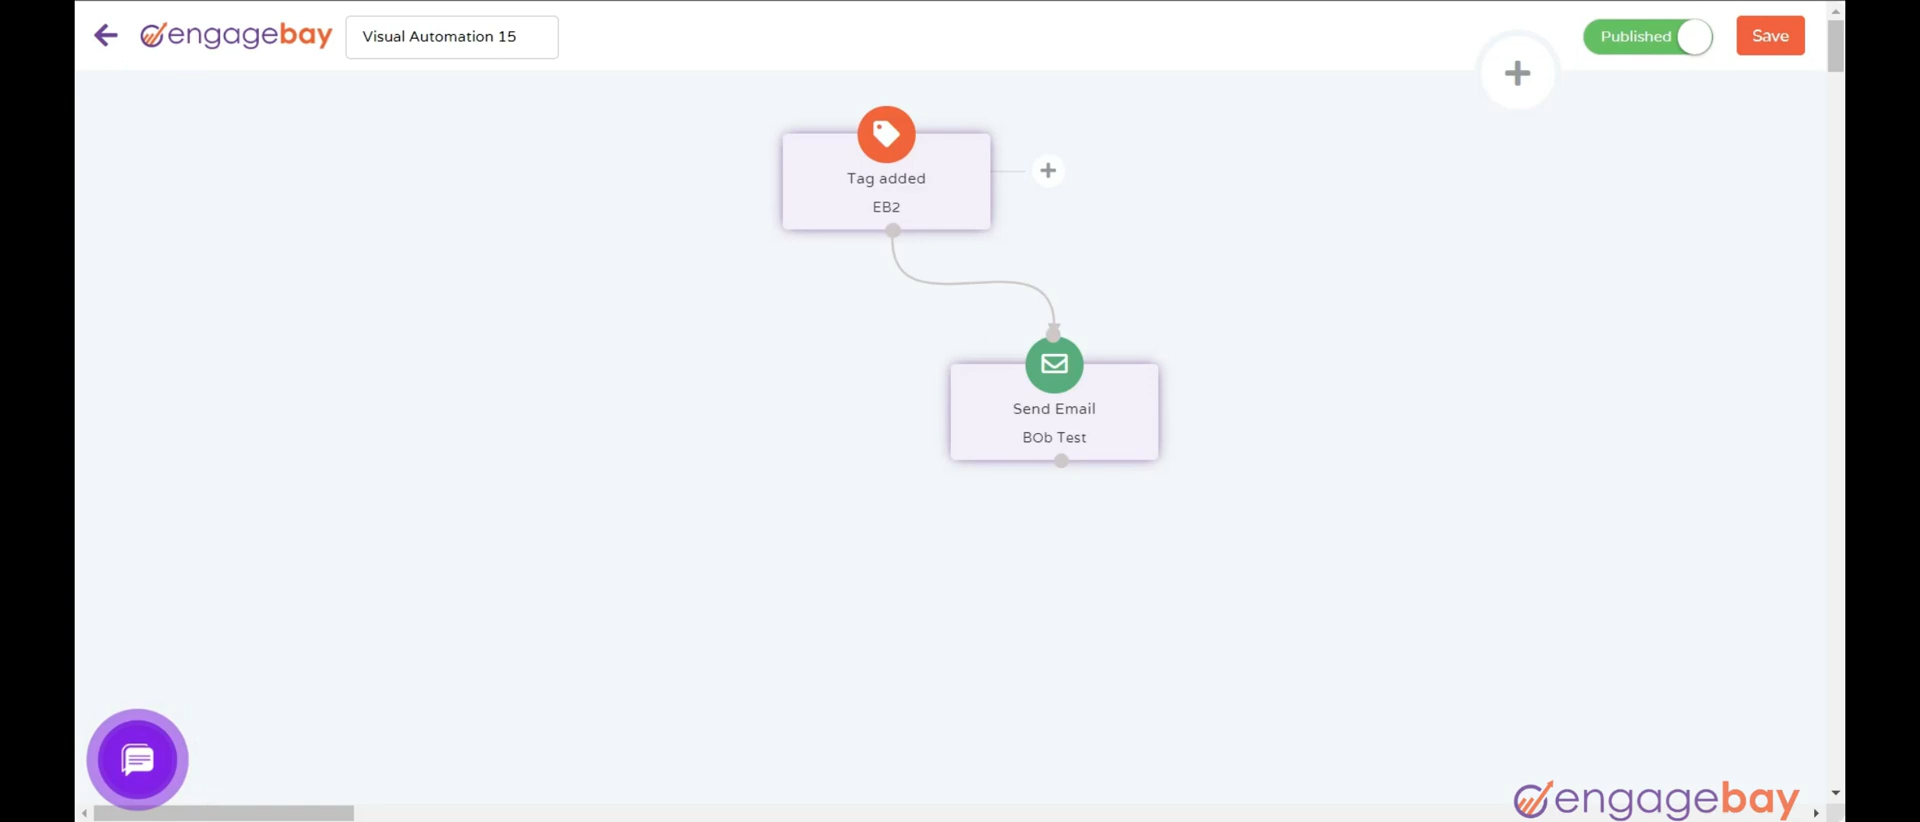 engagebay
Visual Automation 15
Published
Save
Tag added
EB2
Send Email
BOb Test
engagebay